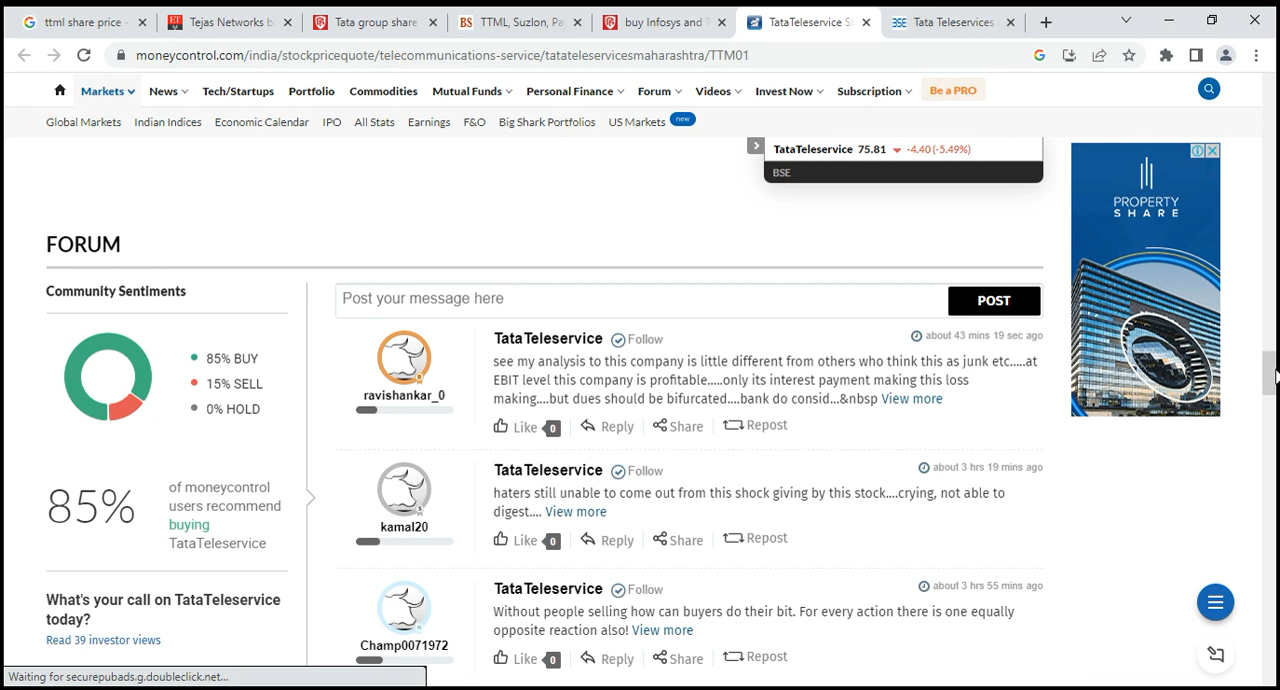 ttml share price -
Tejas Networks b
Tata group share
TTML, Suzlon, Pa
buy Infosys and T
TataTeleservice S
Tata Teleservices
moneycontrol.com/india/stockpricequote/telecommunications-service/tatateleservicesmaharashtra/TTM01
Markets News Tech/Startups Portfolio Commodities Mutual Funds Personal Finance Forum Videos Invest Now Subscription Be a PRO
Global Markets Indian Indices Economic Calendar IPO All Stats Earnings F&O Big Shark Portfolios US Markets new
TataTeleservice 75.81 -4.40 (-5.49%)
BSE
PROPERTY
SHARE
FORUM
Community Sentiments
85% BUY
15% SELL
0% HOLD
85%
of moneycontrol
users recommend
buying
TataTeleservice
What's your call on TataTeleservice
today?
Read 39 investor views
Post your message here
POST
TataTeleservice Follow
about 43 mins 19 sec ago
ravishankar_0
see my analysis to this company is little different from others who think this as junk etc.....at
EBIT level this company is profitable.....only its interest payment making this loss
making....but dues should be bifurcated....bank do consid...&nbsp View more
Like 0 Reply Share Repost
TataTeleservice Follow
about 3 hrs 19 mins ago
kamal20
haters still unable to come out from this shock giving by this stock....crying, not able to
digest.... View more
Like 0 Reply Share Repost
TataTeleservice Follow
about 3 hrs 55 mins ago
Champ0071972
Without people selling how can buyers do their bit. For every action there is one equally
opposite reaction also! View more
Like 0 Reply Share Repost
Waiting for securepubads.g.doubleclick.net...